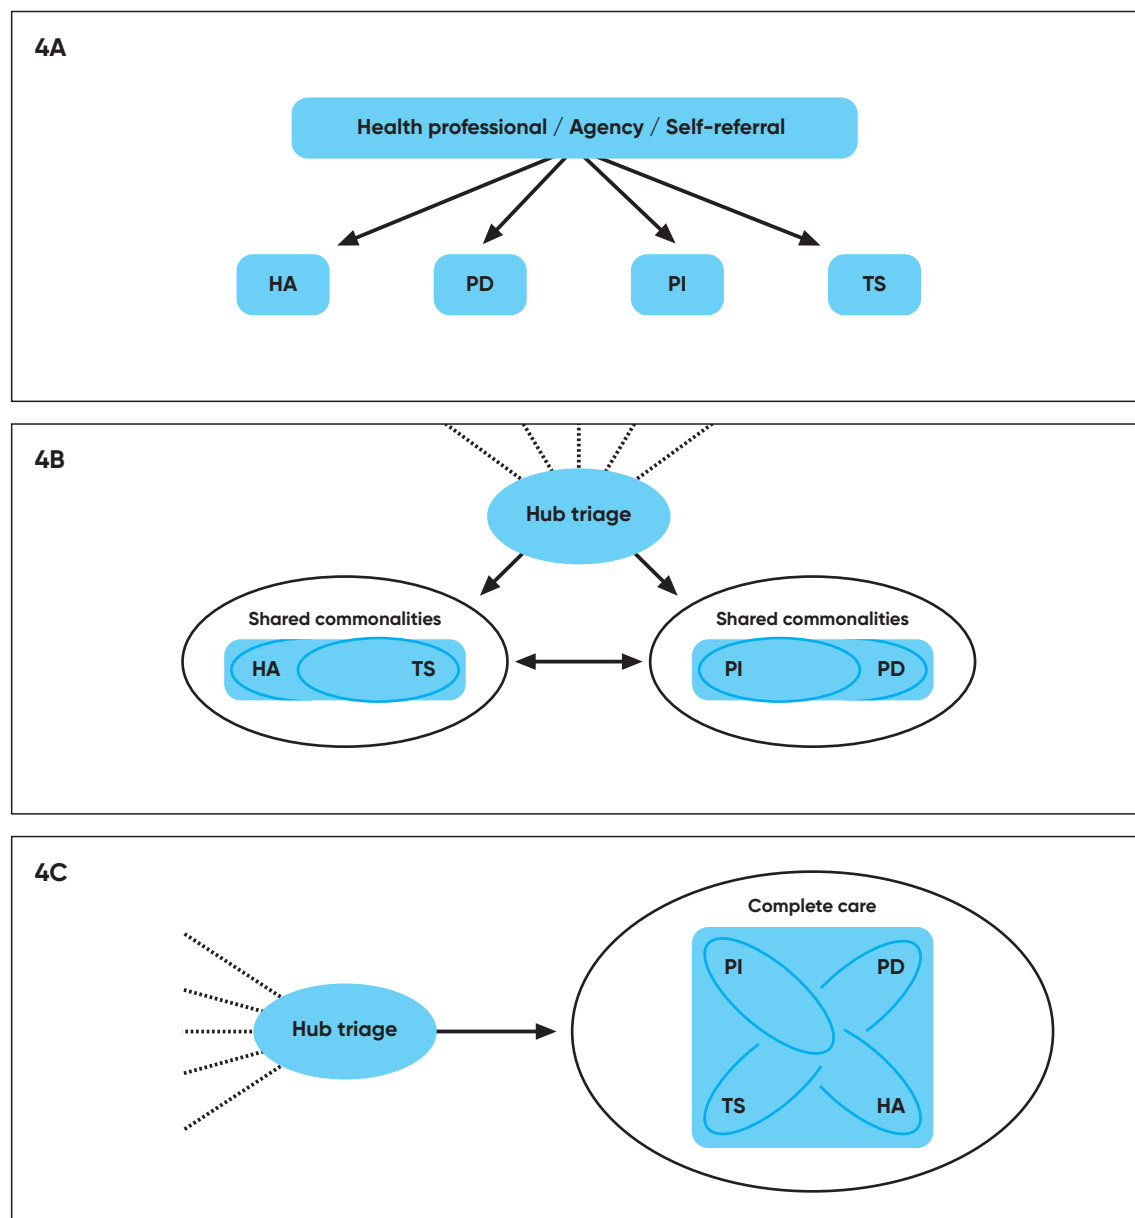 4A
Health professional / Agency / Self-referral
HA
PD
PI
TS
4B
Hub triage
Shared commonalities
HA
TS
Shared commonalities
PI
PD
4C
Complete care
PI
PD
Hub triage
TS
HA